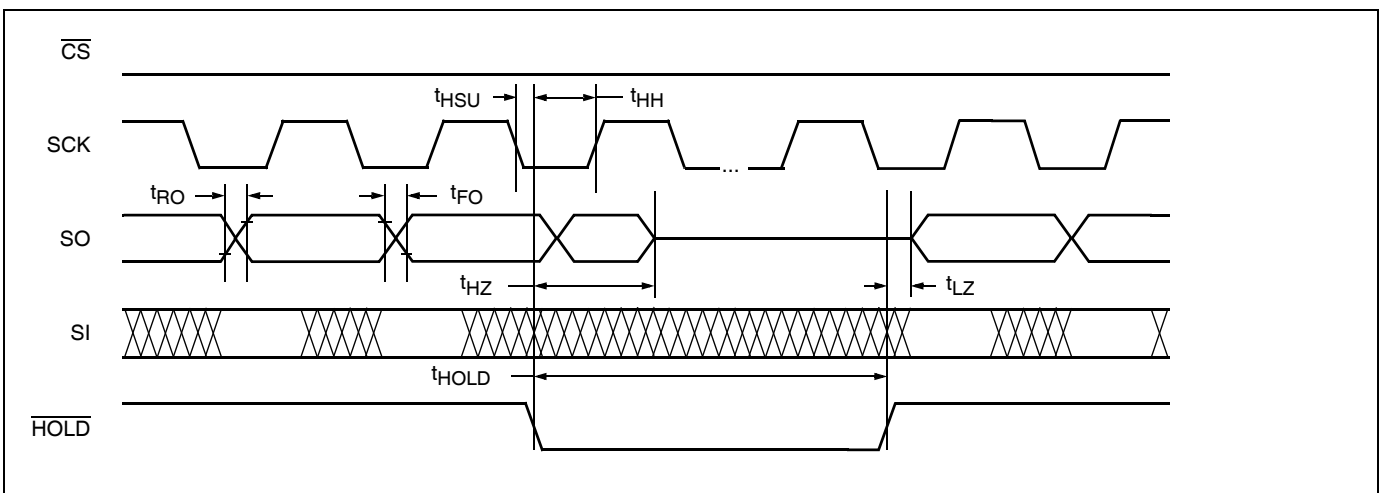 CS
tHSU
tHH
SCK
...
tRO
tFO
SO
tHZ
tLZ
SI
tHOLD
HOLD